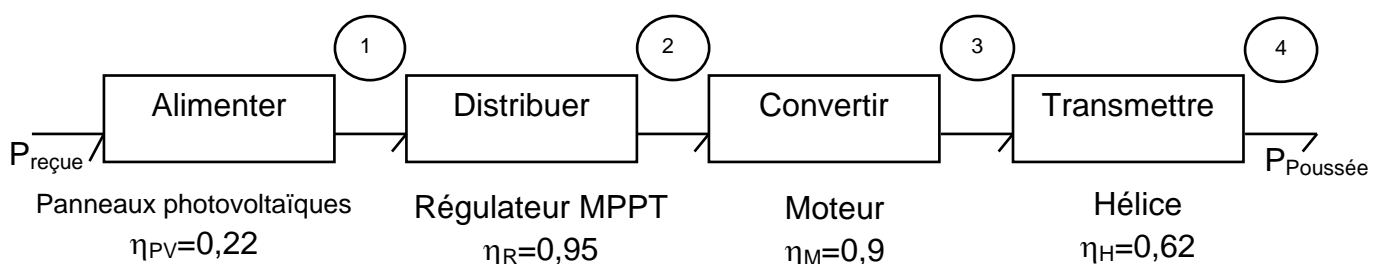 1 2 3 4
Alimenter Distribuer Convertir Transmettre
Preçue PPoussée
Panneaux photovoltaïques Régulateur MPPT Moteur Hélice
ηPV=0,22 ηR=0,95 ηM=0,9 ηH=0,62